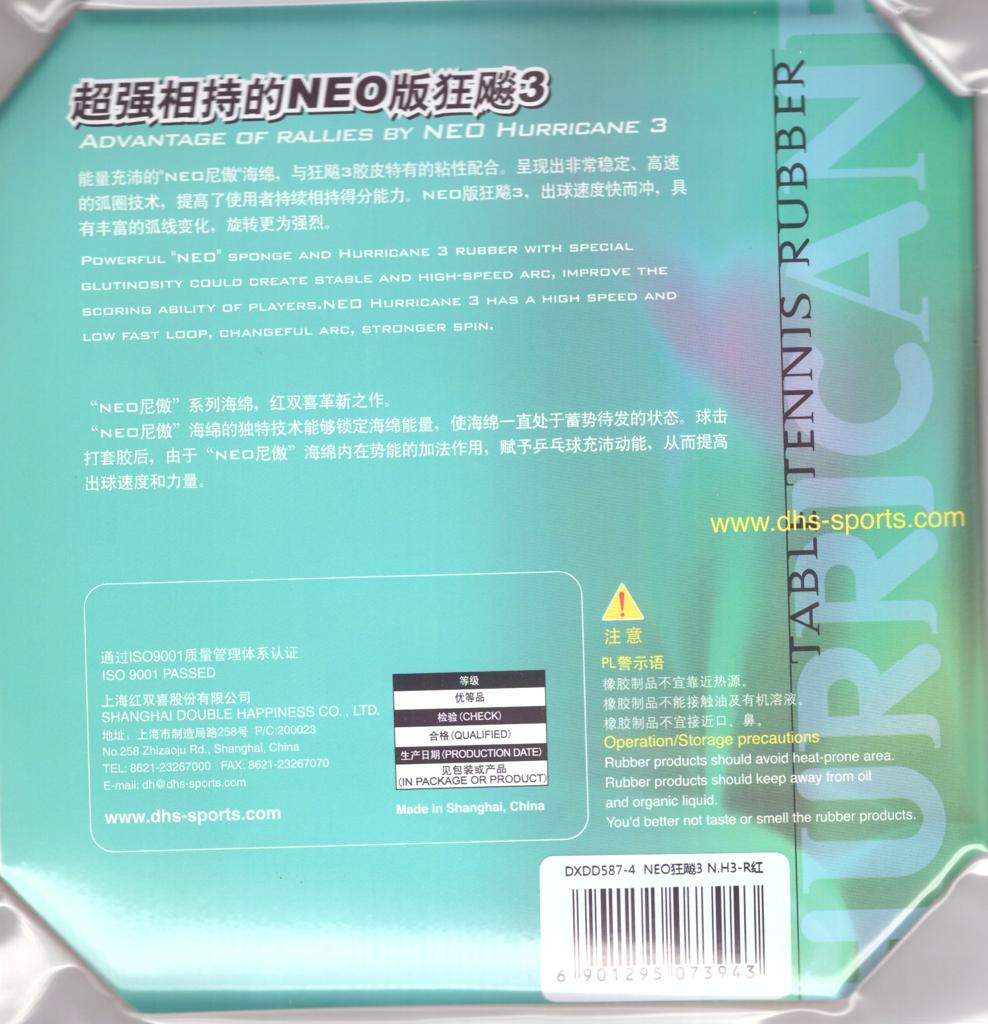 超强相持的NEO版狂飚3
ADVANTAGE OF RALLIES BY NEO HURRICANE 3
能量充沛的"NEO尼傲"海绵，与狂飚3胶皮特有的粘性配合。呈现出非常稳定、高速
的弧圈技术，提高了使用者持续相持得分能力。NEO版狂飚3，出球速度快而冲，具
有丰富的弧线变化，旋转更为强烈。
POWERFUL "NEO" SPONGE AND HURRICANE 3 RUBBER WITH SPECIAL
GLUTINOSITY COULD CREATE STABLE AND HIGH-SPEED ARC, IMPROVE THE
SCORING ABILITY OF PLAYERS.NEO HURRICANE 3 HAS A HIGH SPEED AND
LOW FAST LOOP, CHANGEFUL ARC, STRONGER SPIN.
“NEO尼傲”系列海绵，红双喜革新之作。
“NEO尼傲”海绵的独特技术能够锁定海绵能量，使海绵一直处于蓄势待发的状态。球击
打套胶后，由于“NEO尼傲”海绵内在势能的加法作用，赋予乒乓球充沛动能，从而提高
出球速度和力量。
www.dhs-sports.com
TABLE TENNIS RUBBER
HURRICANE
通过ISO9001质量管理体系认证
ISO 9001 PASSED
上海红双喜股份有限公司
SHANGHAI DOUBLE HAPPINESS CO. , LTD.
地址：上海市制造局路258号 P/C:200023
No.258 Zhizaoju Rd., Shanghai, China
TEL: 8621-23267000 FAX: 8621-23267070
E-mail: dh@dhs-sports.com
www.dhs-sports.com
等级
优等品
检验(CHECK)
合格(QUALIFIED)
生产日期(PRODUCTION DATE)
见包装或产品
(IN PACKAGE OR PRODUCT)
Made in Shanghai, China
注意
PL警示语
橡胶制品不宜靠近热源。
橡胶制品不能接触油及有机溶液。
橡胶制品不宜接近口、鼻。
Operation/Storage precautions
Rubber products should avoid heat-prone area.
Rubber products should keep away from oil
and organic liquid.
You'd better not taste or smell the rubber products.
DXDD587-4 NEO狂飚3 N.H3-R红
6 901295 073943